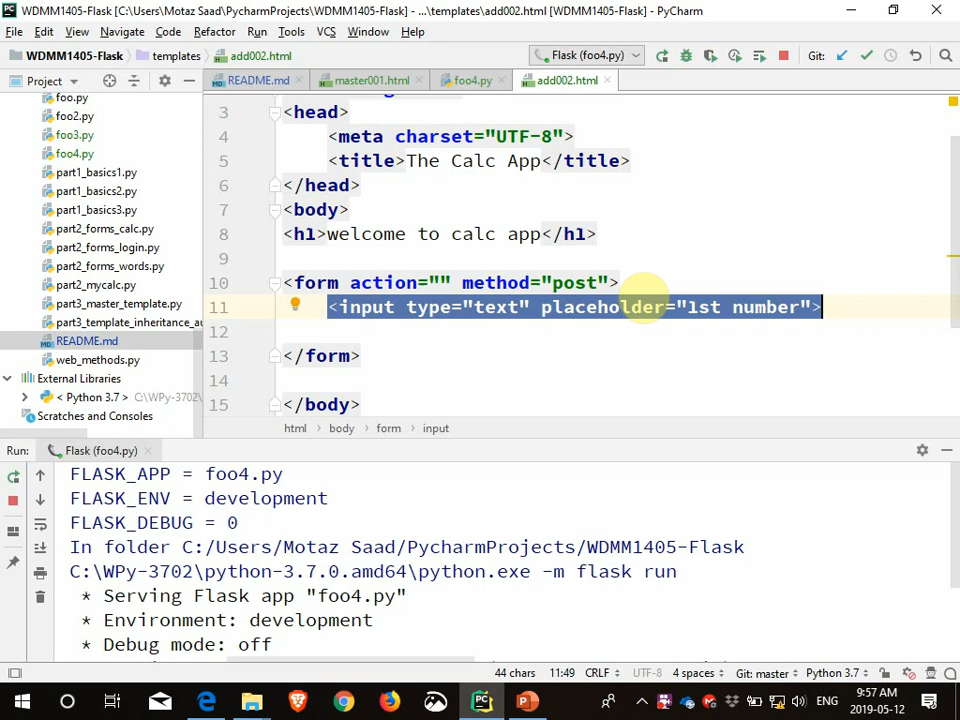 WDMM1405-Flask [C:\Users\Motaz Saad\PycharmProjects\WDMM1405-Flask] - ...\templates\add002.html [WDMM1405-Flask] - PyCharm
File Edit View Navigate Code Refactor Run Tools VCS Window Help
WDMM1405-Flask templates add002.html Flask (foo4.py) Git:
Project README.md master001.html foo4.py add002.html
foo.py
foo2.py
foo3.py
foo4.py
part1_basics1.py
part1_basics2.py
part1_basics3.py
part2_forms_calc.py
part2_forms_login.py
part2_forms_words.py
part2_mycalc.py
part3_master_template.py
part3_template_inheritance_au
README.md
web_methods.py
External Libraries
< Python 3.7 > C:\WPy-3702\pyth
Scratches and Consoles
3 <head>
4 <meta charset="UTF-8">
5 <title>The Calc App</title>
6 </head>
7 <body>
8 <h1>welcome to calc app</h1>
9
10 <form action="" method="post">
11 <input type="text" placeholder="1st number">
12
13 </form>
14
15 </body>
html body form input
Run: Flask (foo4.py)
FLASK_APP = foo4.py
FLASK_ENV = development
FLASK_DEBUG = 0
In folder C:/Users/Motaz Saad/PycharmProjects/WDMM1405-Flask
C:\WPy-3702\python-3.7.0.amd64\python.exe -m flask run
* Serving Flask app "foo4.py"
* Environment: development
* Debug mode: off
44 chars 11:49 CRLF UTF-8 4 spaces Git: master Python 3.7
ENG 9:57 AM
2019-05-12